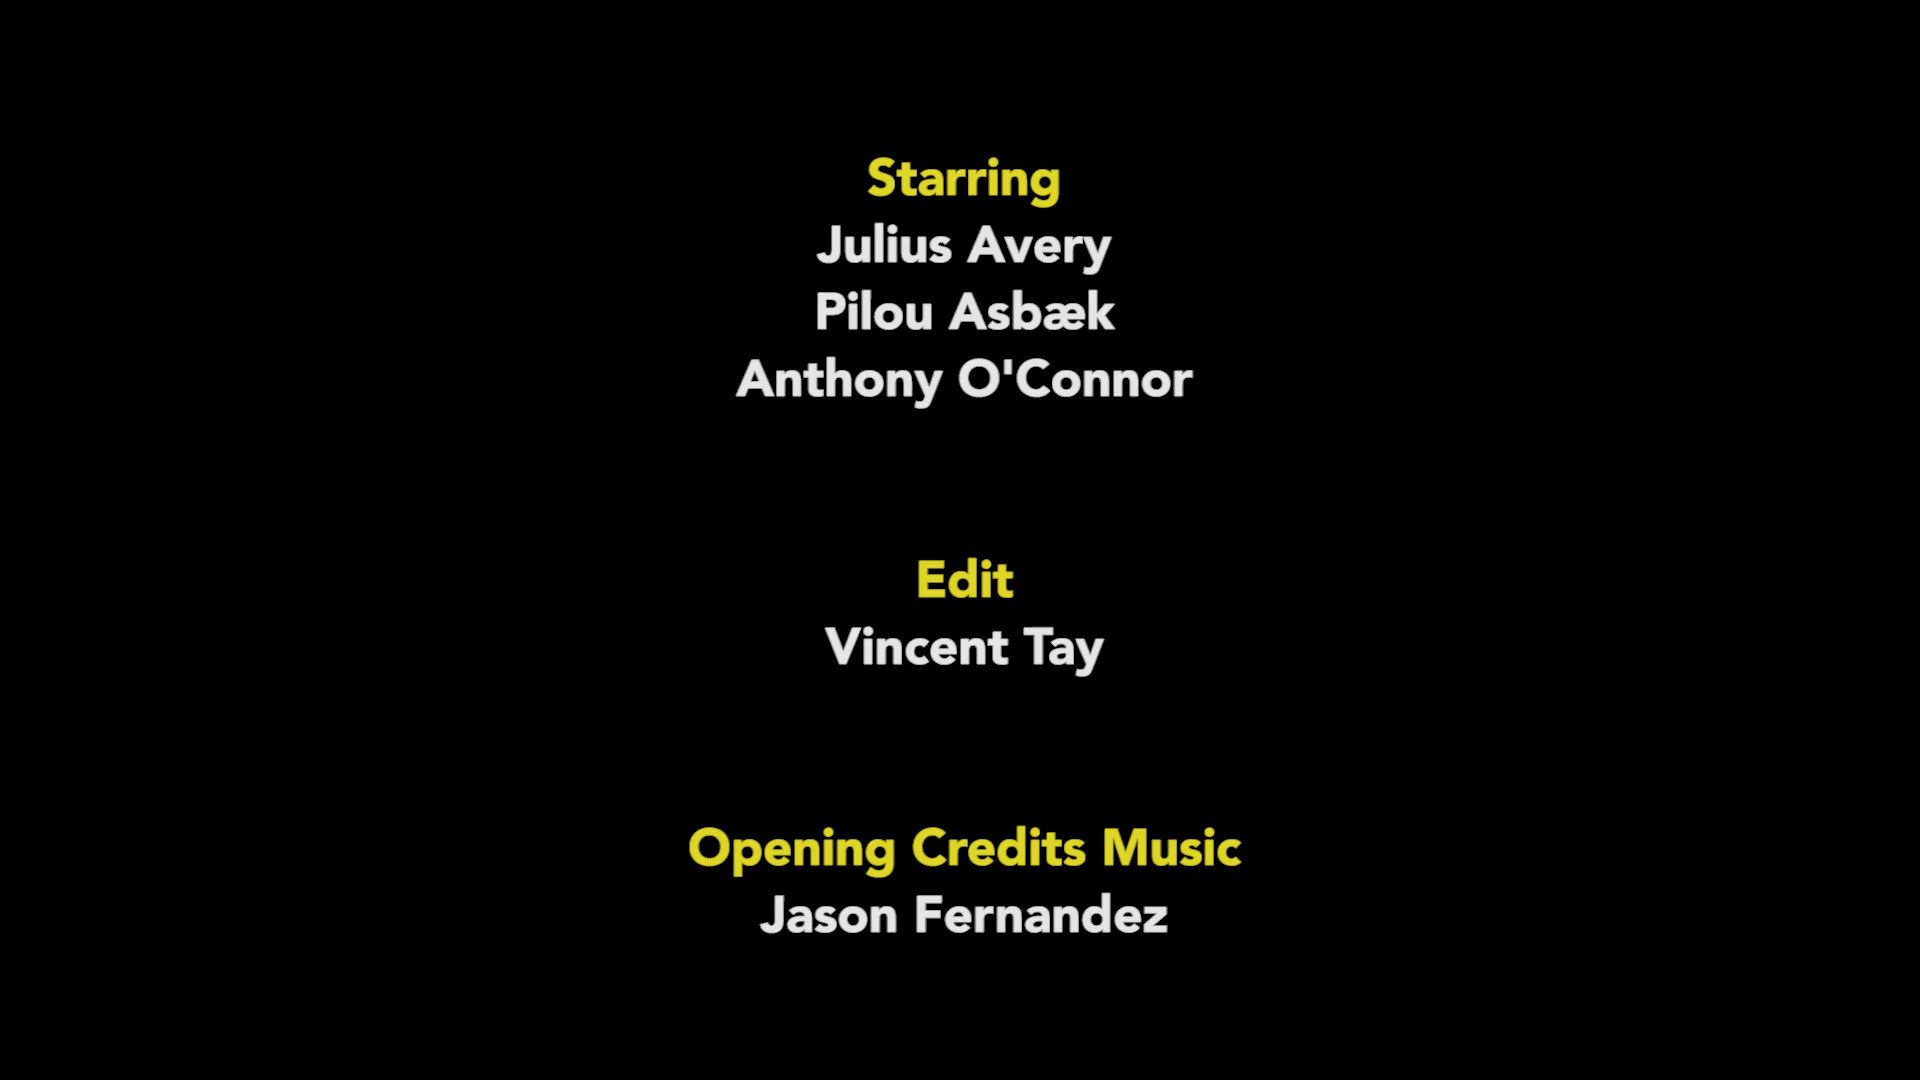 Starring
Julius Avery
Pilou Asbæk
Anthony O'Connor
Edit
Vincent Tay
Opening Credits Music
Jason Fernandez